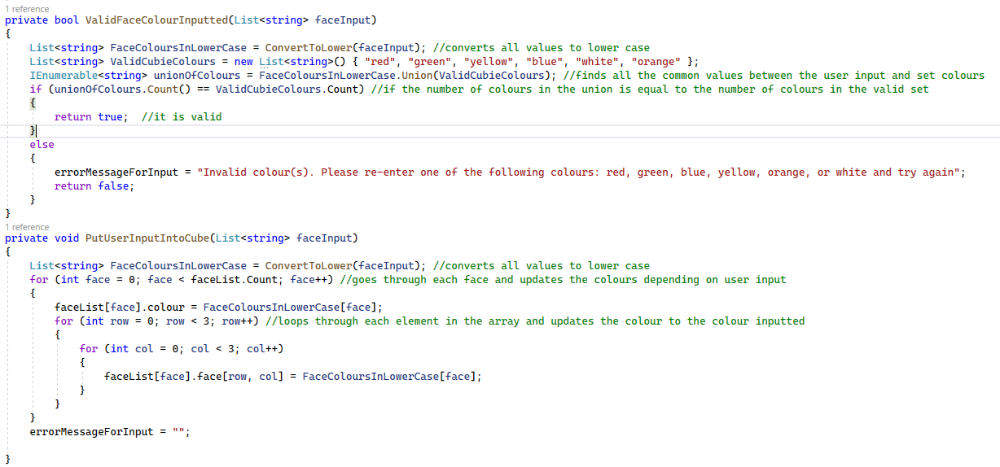 1 reference
private bool ValidFaceColourInputted(List<string> faceInput)
{
List<string> FaceColoursInLowerCase = ConvertToLower(faceInput); //converts all values to lower case
List<string> ValidCubieColours = new List<string>() { "red", "green", "yellow", "blue", "white", "orange" };
IEnumerable<string> unionOfColours = FaceColoursInLowerCase.Union(ValidCubieColours); //finds all the common values between the user input and set colours
if (unionOfColours.Count() == ValidCubieColours.Count) //if the number of colours in the union is equal to the number of colours in the valid set
{
return true; //it is valid
}
else
{
errorMessageForInput = "Invalid colour(s). Please re-enter one of the following colours: red, green, blue, yellow, orange, or white and try again";
return false;
}
}
1 reference
private void PutUserInputIntoCube(List<string> faceInput)
{
List<string> FaceColoursInLowerCase = ConvertToLower(faceInput); //converts all values to lower case
for (int face = 0; face < faceList.Count; face++) //goes through each face and updates the colours depending on user input
{
faceList[face].colour = FaceColoursInLowerCase[face];
for (int row = 0; row < 3; row++) //loops through each element in the array and updates the colour to the colour inputted
{
for (int col = 0; col < 3; col++)
{
faceList[face].face[row, col] = FaceColoursInLowerCase[face];
}
}
}
errorMessageForInput = "";
}